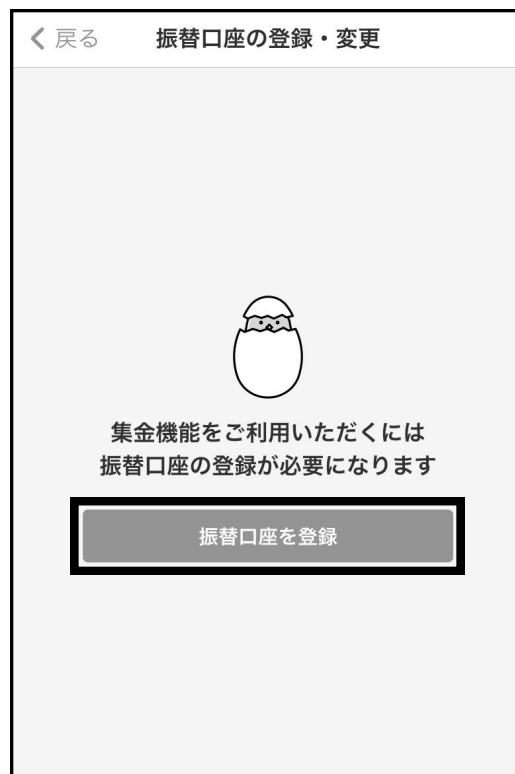 戻る 振替口座の登録・変更
集金機能をご利用いただくには
振替口座の登録が必要になります
振替口座を登録